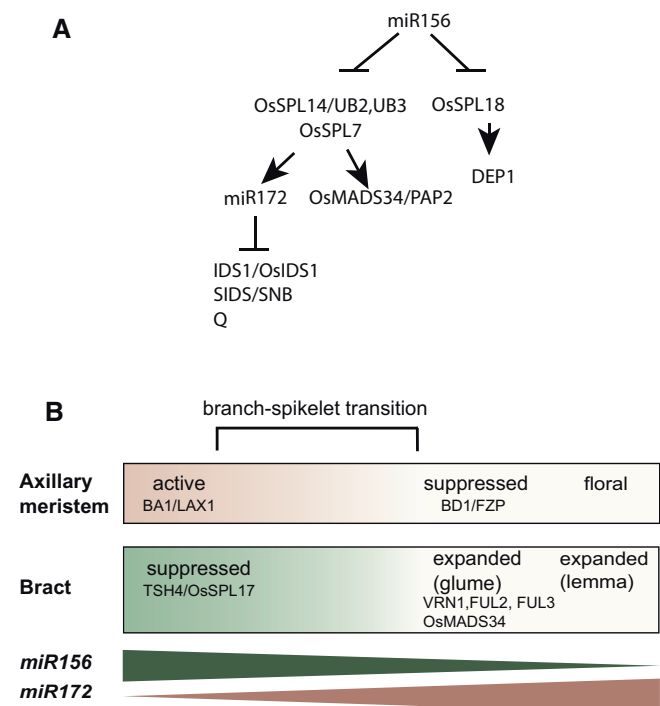 A
miR156
OsSPL14/UB2,UB3
OsSPL7
OsSPL18
DEP1
miR172
OsMADS34/PAP2
IDS1/OsIDS1
SIDS/SNB
Q
B
branch-spikelet transition
Axillary
meristem
active
BA1/LAX1
suppressed
BD1/FZP
floral
Bract
suppressed
TSH4/OsSPL17
expanded
(glume)
VRN1,FUL2, FUL3
OsMADS34
expanded
(lemma)
miR156
miR172